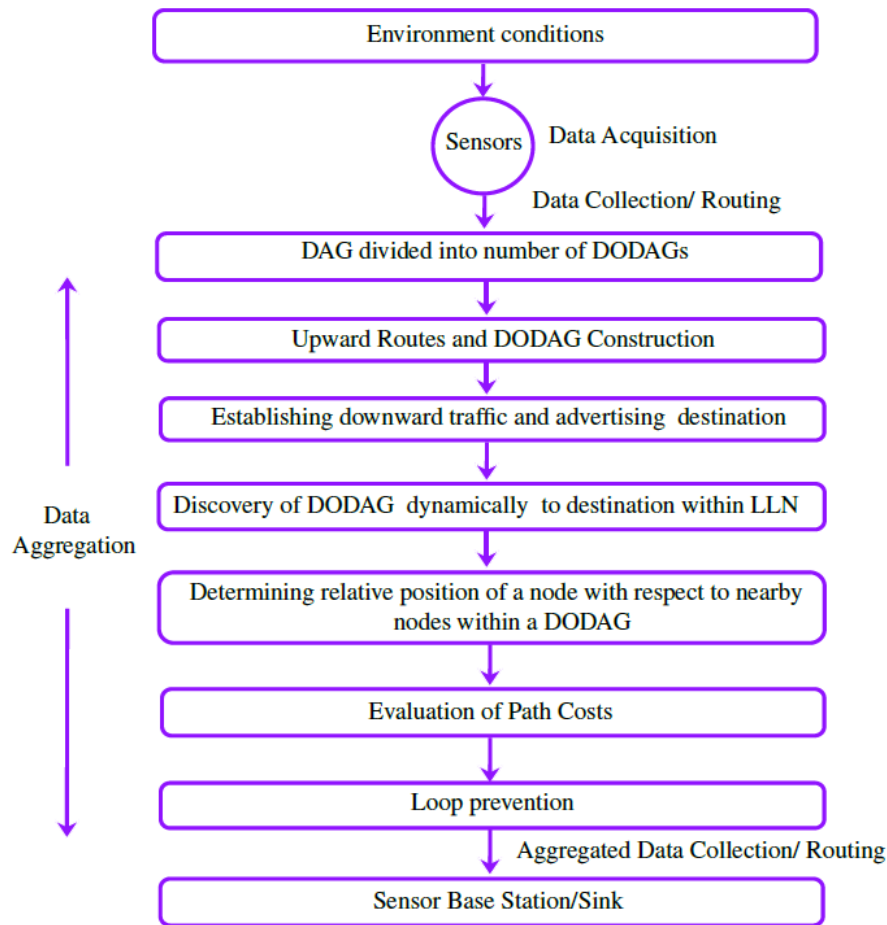 Environment conditions
Sensors
Data Acquisition
Data Collection/ Routing
DAG divided into number of DODAGs
Upward Routes and DODAG Construction
Establishing downward traffic and advertising destination
Discovery of DODAG dynamically to destination within LLN
Data
Aggregation
Determining relative position of a node with respect to nearby
nodes within a DODAG
Evaluation of Path Costs
Loop prevention
Aggregated Data Collection/ Routing
Sensor Base Station/Sink